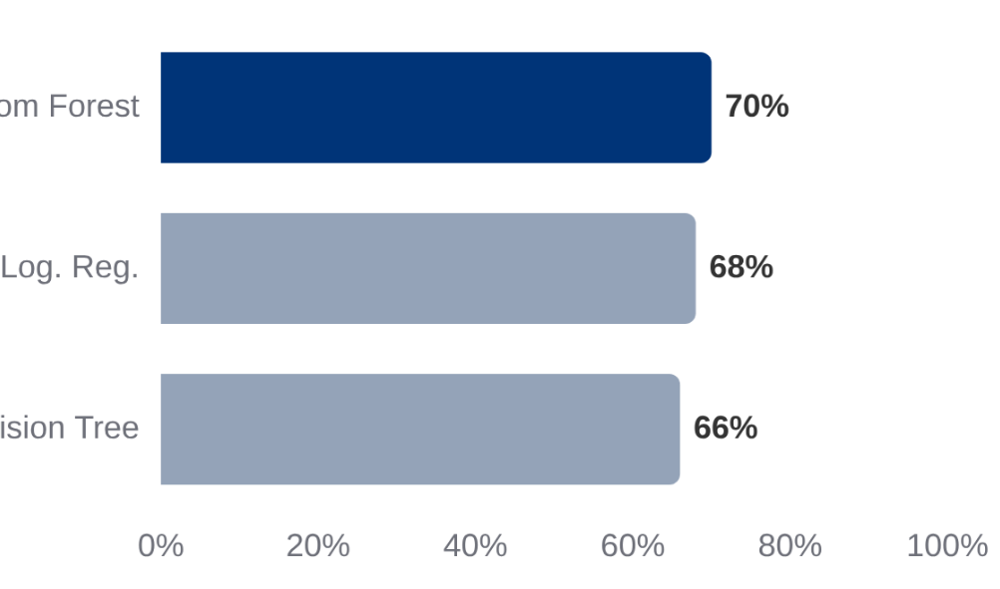 om Forest
70%
Log. Reg.
68%
ision Tree
66%
0% 20% 40% 60% 80% 100%